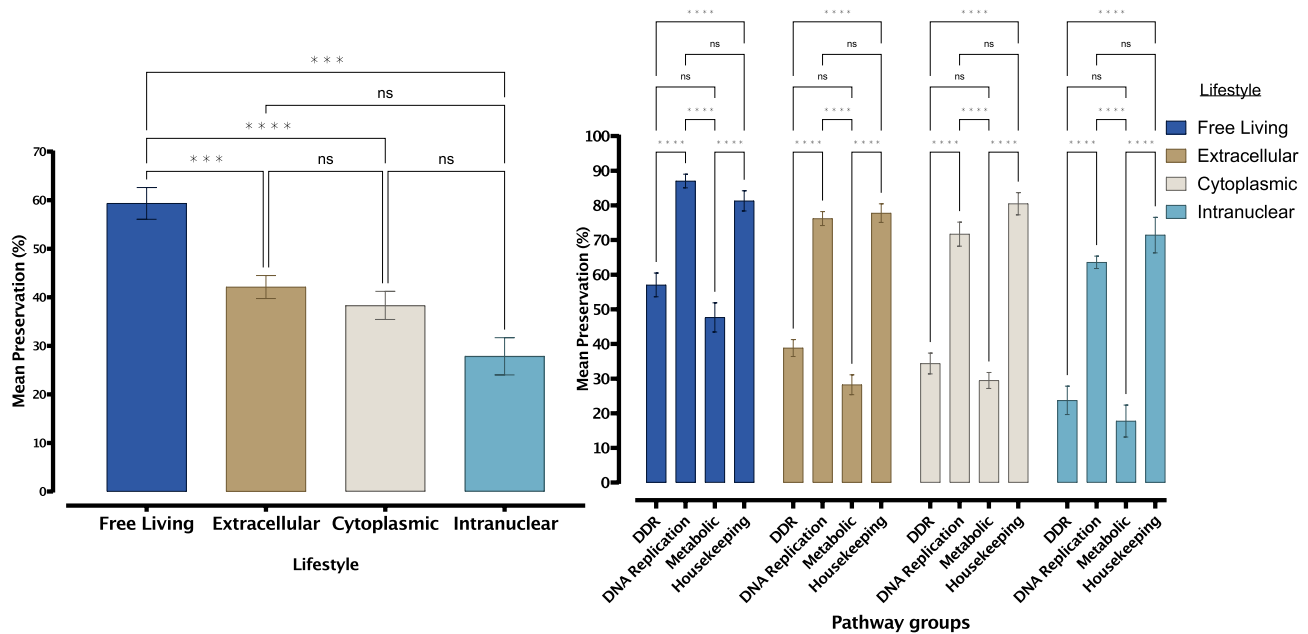 * * *
ns
* * * *
* * *
ns
ns
70
60
50
40
30
20
10
0
Mean Preservation (%)
Free Living
Extracellular
Cytoplasmic
Intranuclear
Lifestyle
* * * *
* * * *
* * * *
* * * *
ns
ns
ns
ns
ns
ns
ns
ns
* * * *
* * * *
* * * *
* * * *
* * * *
* * * *
* * * *
* * * *
* * * *
* * * *
* * * *
* * * *
100
90
80
70
60
50
40
30
20
10
0
Mean Preservation (%)
DDR
DNA Replication
Metabolic
Housekeeping
DDR
DNA Replication
Metabolic
Housekeeping
DDR
DNA Replication
Metabolic
Housekeeping
DDR
DNA Replication
Metabolic
Housekeeping
Pathway groups
Lifestyle
Free Living
Extracellular
Cytoplasmic
Intranuclear